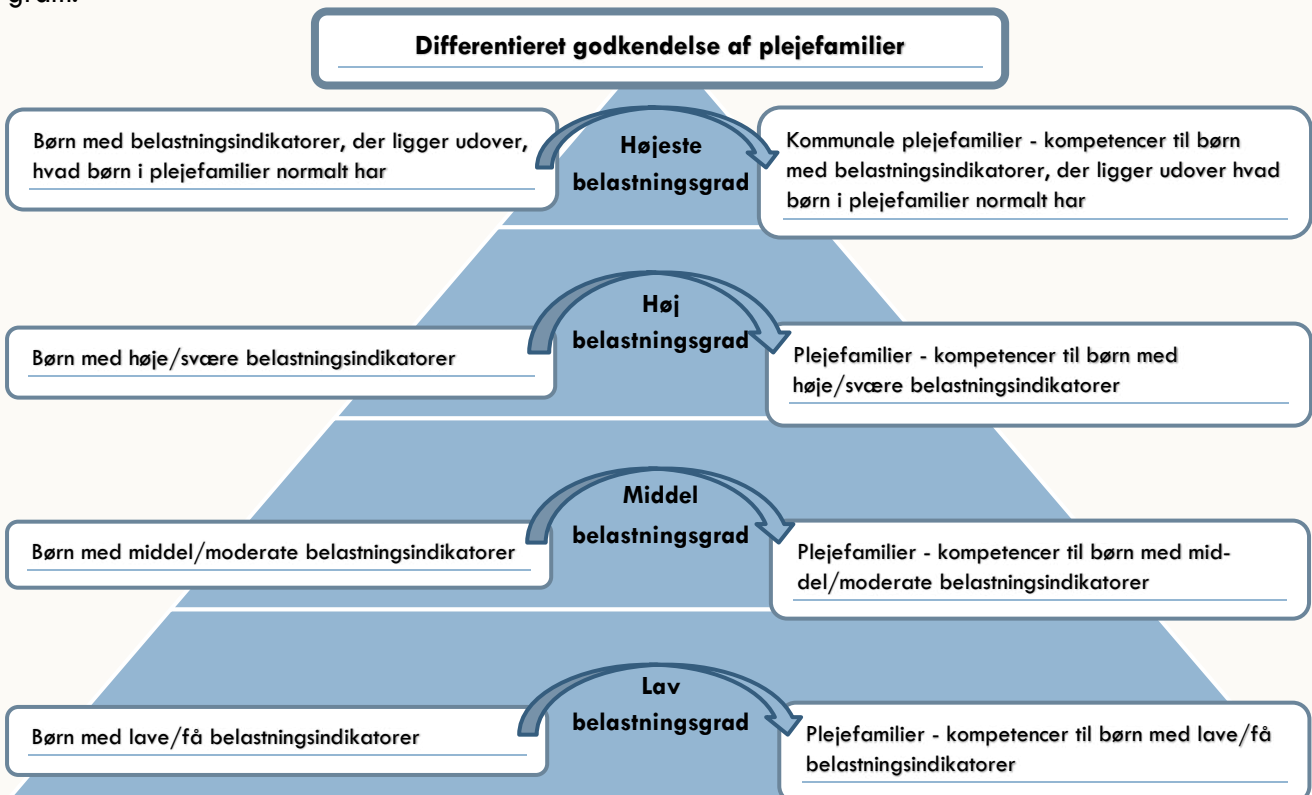 gram.
Differentieret godkendelse af plejefamilier
Børn med belastningsindikatorer, der ligger udover,
hvad børn i plejefamilier normalt har
Højeste
belastningsgrad
Kommunale plejefamilier - kompetencer til børn
med belastningsindikatorer, der ligger udover hvad
børn i plejefamilier normalt har
Børn med høje/svære belastningsindikatorer
Høj
belastningsgrad
Plejefamilier - kompetencer til børn med
høje/svære belastningsindikatorer
Børn med middel/moderate belastningsindikatorer
Middel
belastningsgrad
Plejefamilier - kompetencer til børn med mid-
del/moderate belastningsindikatorer
Børn med lave/få belastningsindikatorer
Lav
belastningsgrad
Plejefamilier - kompetencer til børn med lave/få
belastningsindikatorer